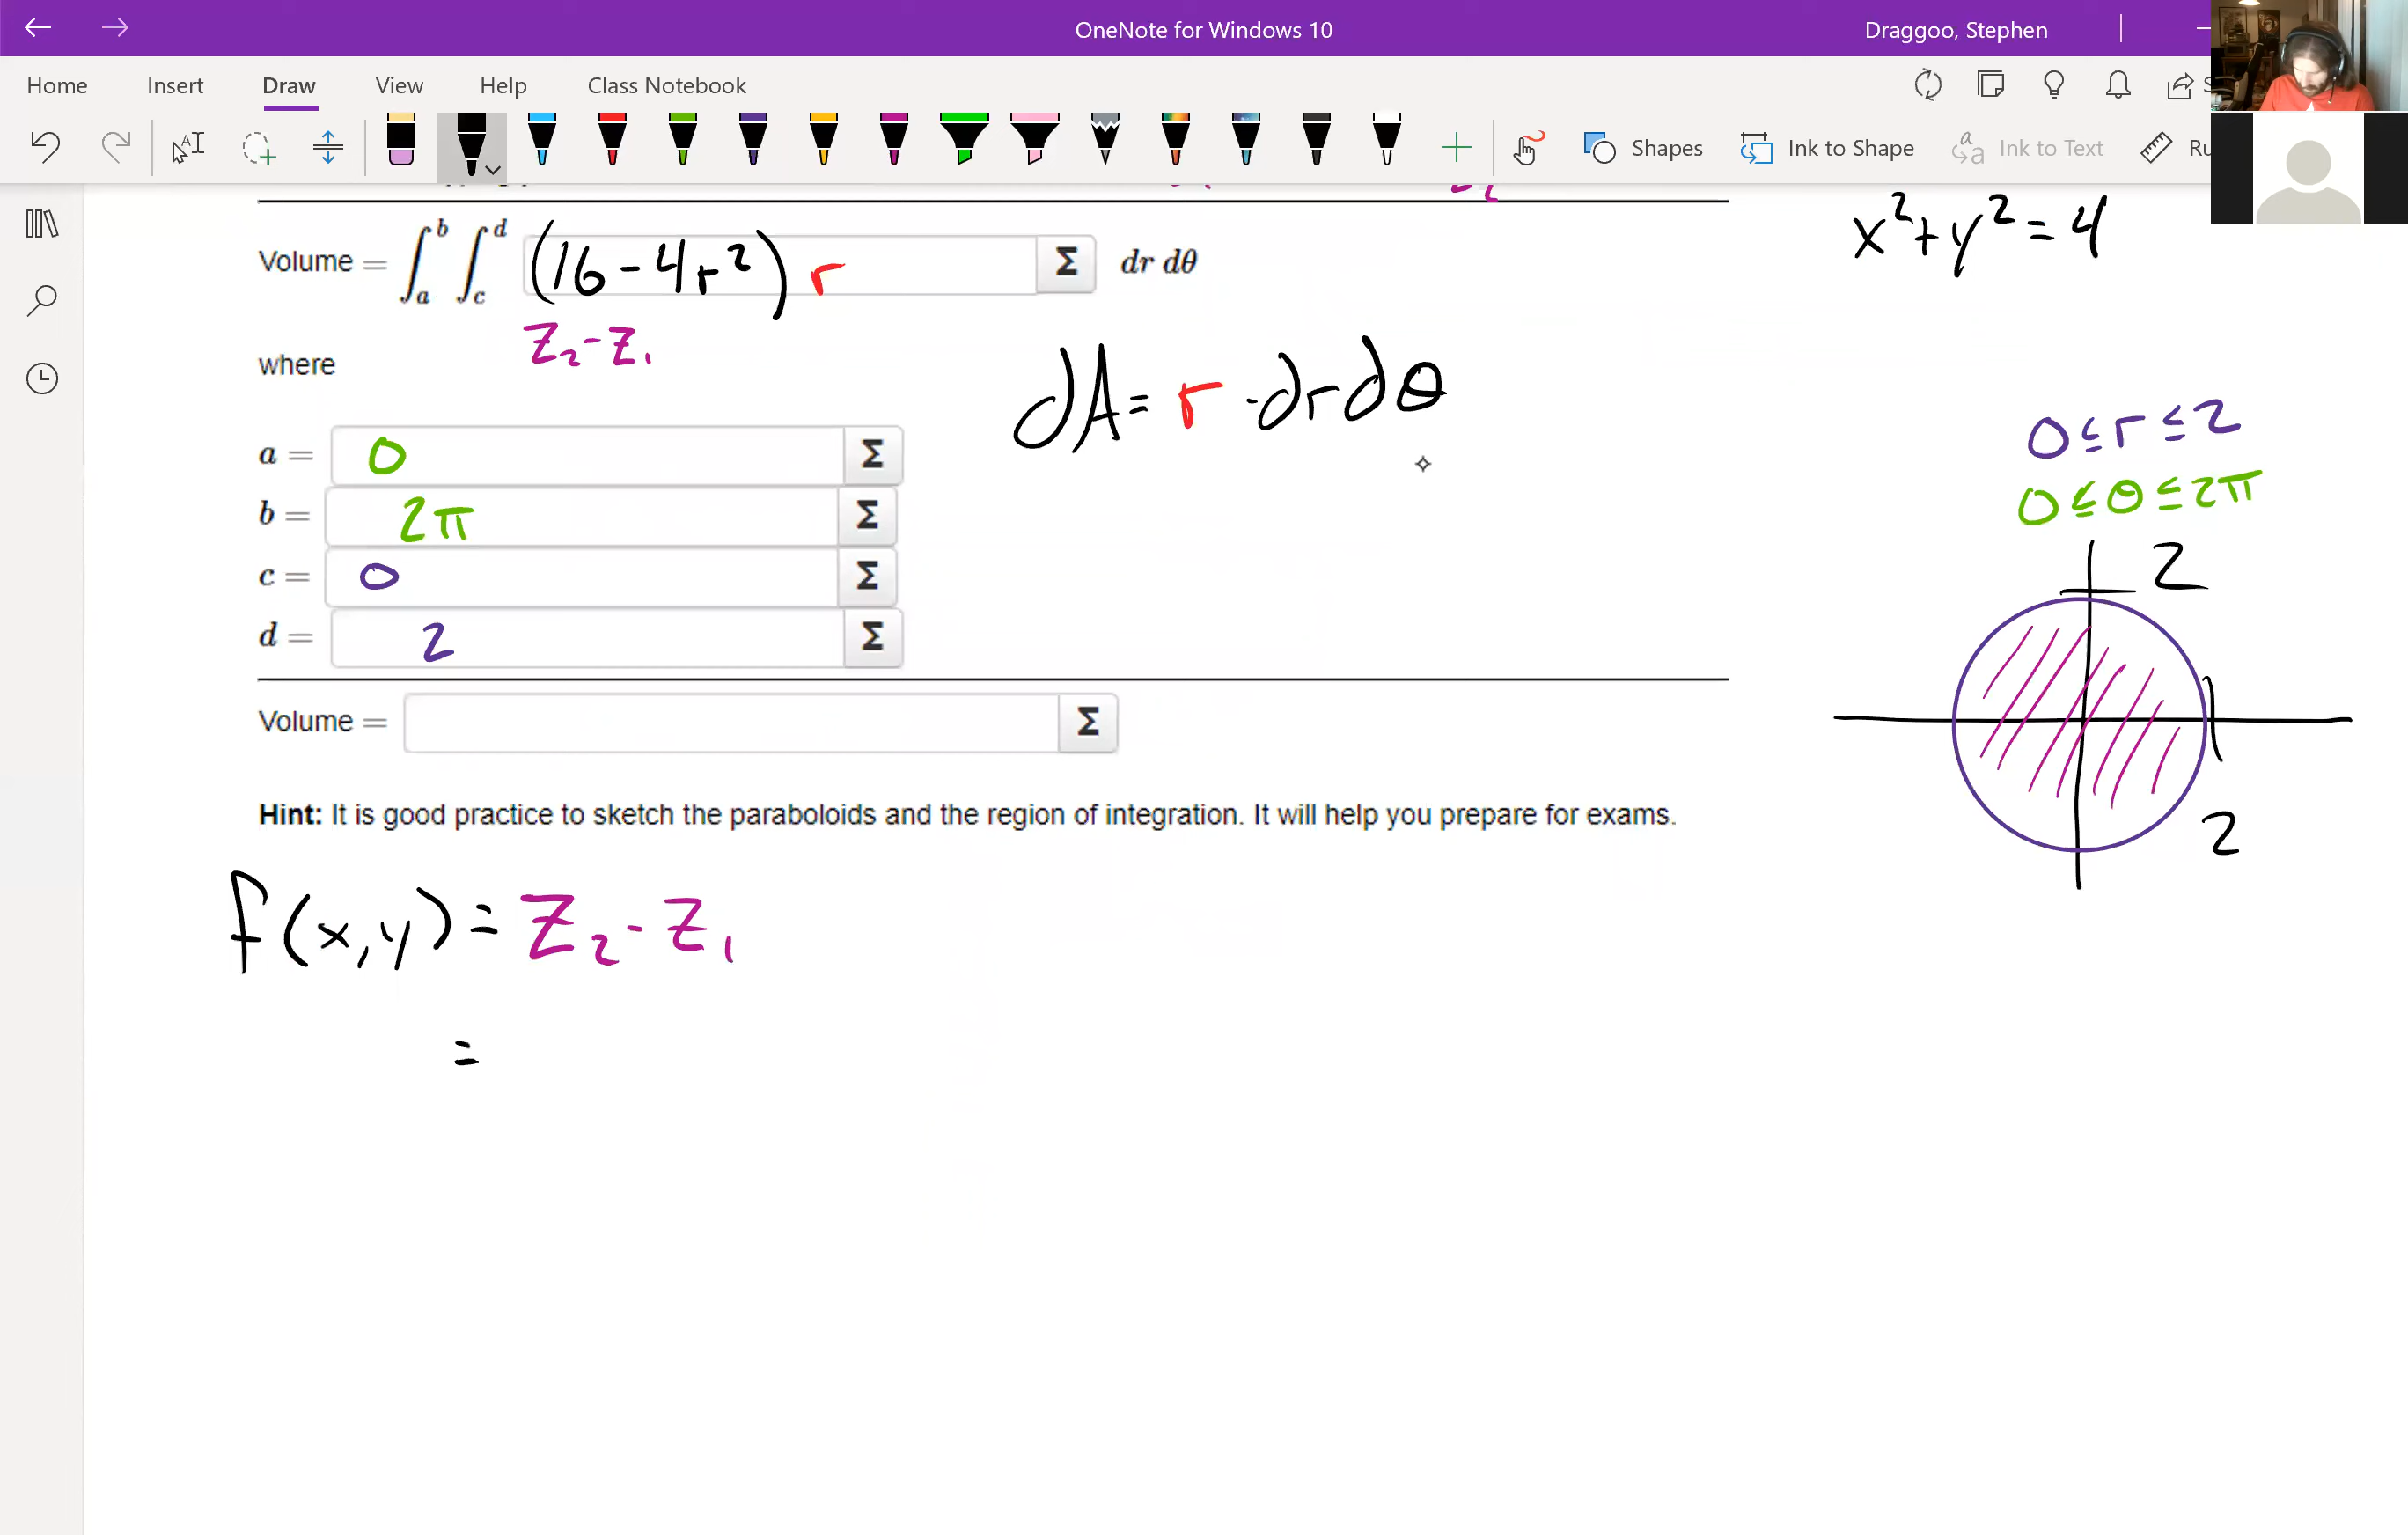 OneNote for Windows 10
Draggoo, Stephen
Home Insert Draw View Help Class Notebook
Shapes Ink to Shape Ink to Text
Volume = ∫_a^b ∫_c^d (16 - 4r²) r Σ dr dθ
x² + y² = 4
z₂ - z₁
where
dA = r · dr dθ
a = 0 Σ
b = 2π Σ
c = 0 Σ
d = 2 Σ
0 ≤ r ≤ 2
0 ≤ θ ≤ 2π
2
2
Volume = Σ
Hint: It is good practice to sketch the paraboloids and the region of integration. It will help you prepare for exams.
f(x,y) = z₂ - z₁
=